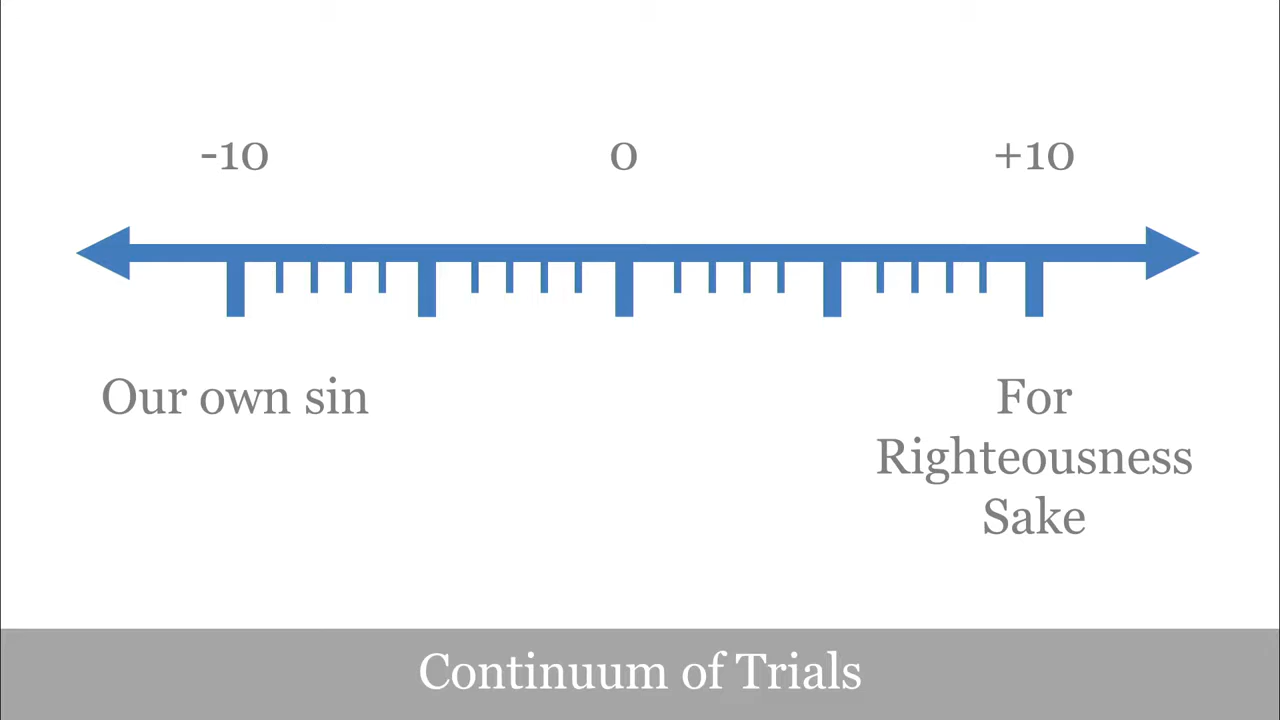 -10 0 +10
Our own sin
For
Righteousness
Sake
Continuum of Trials